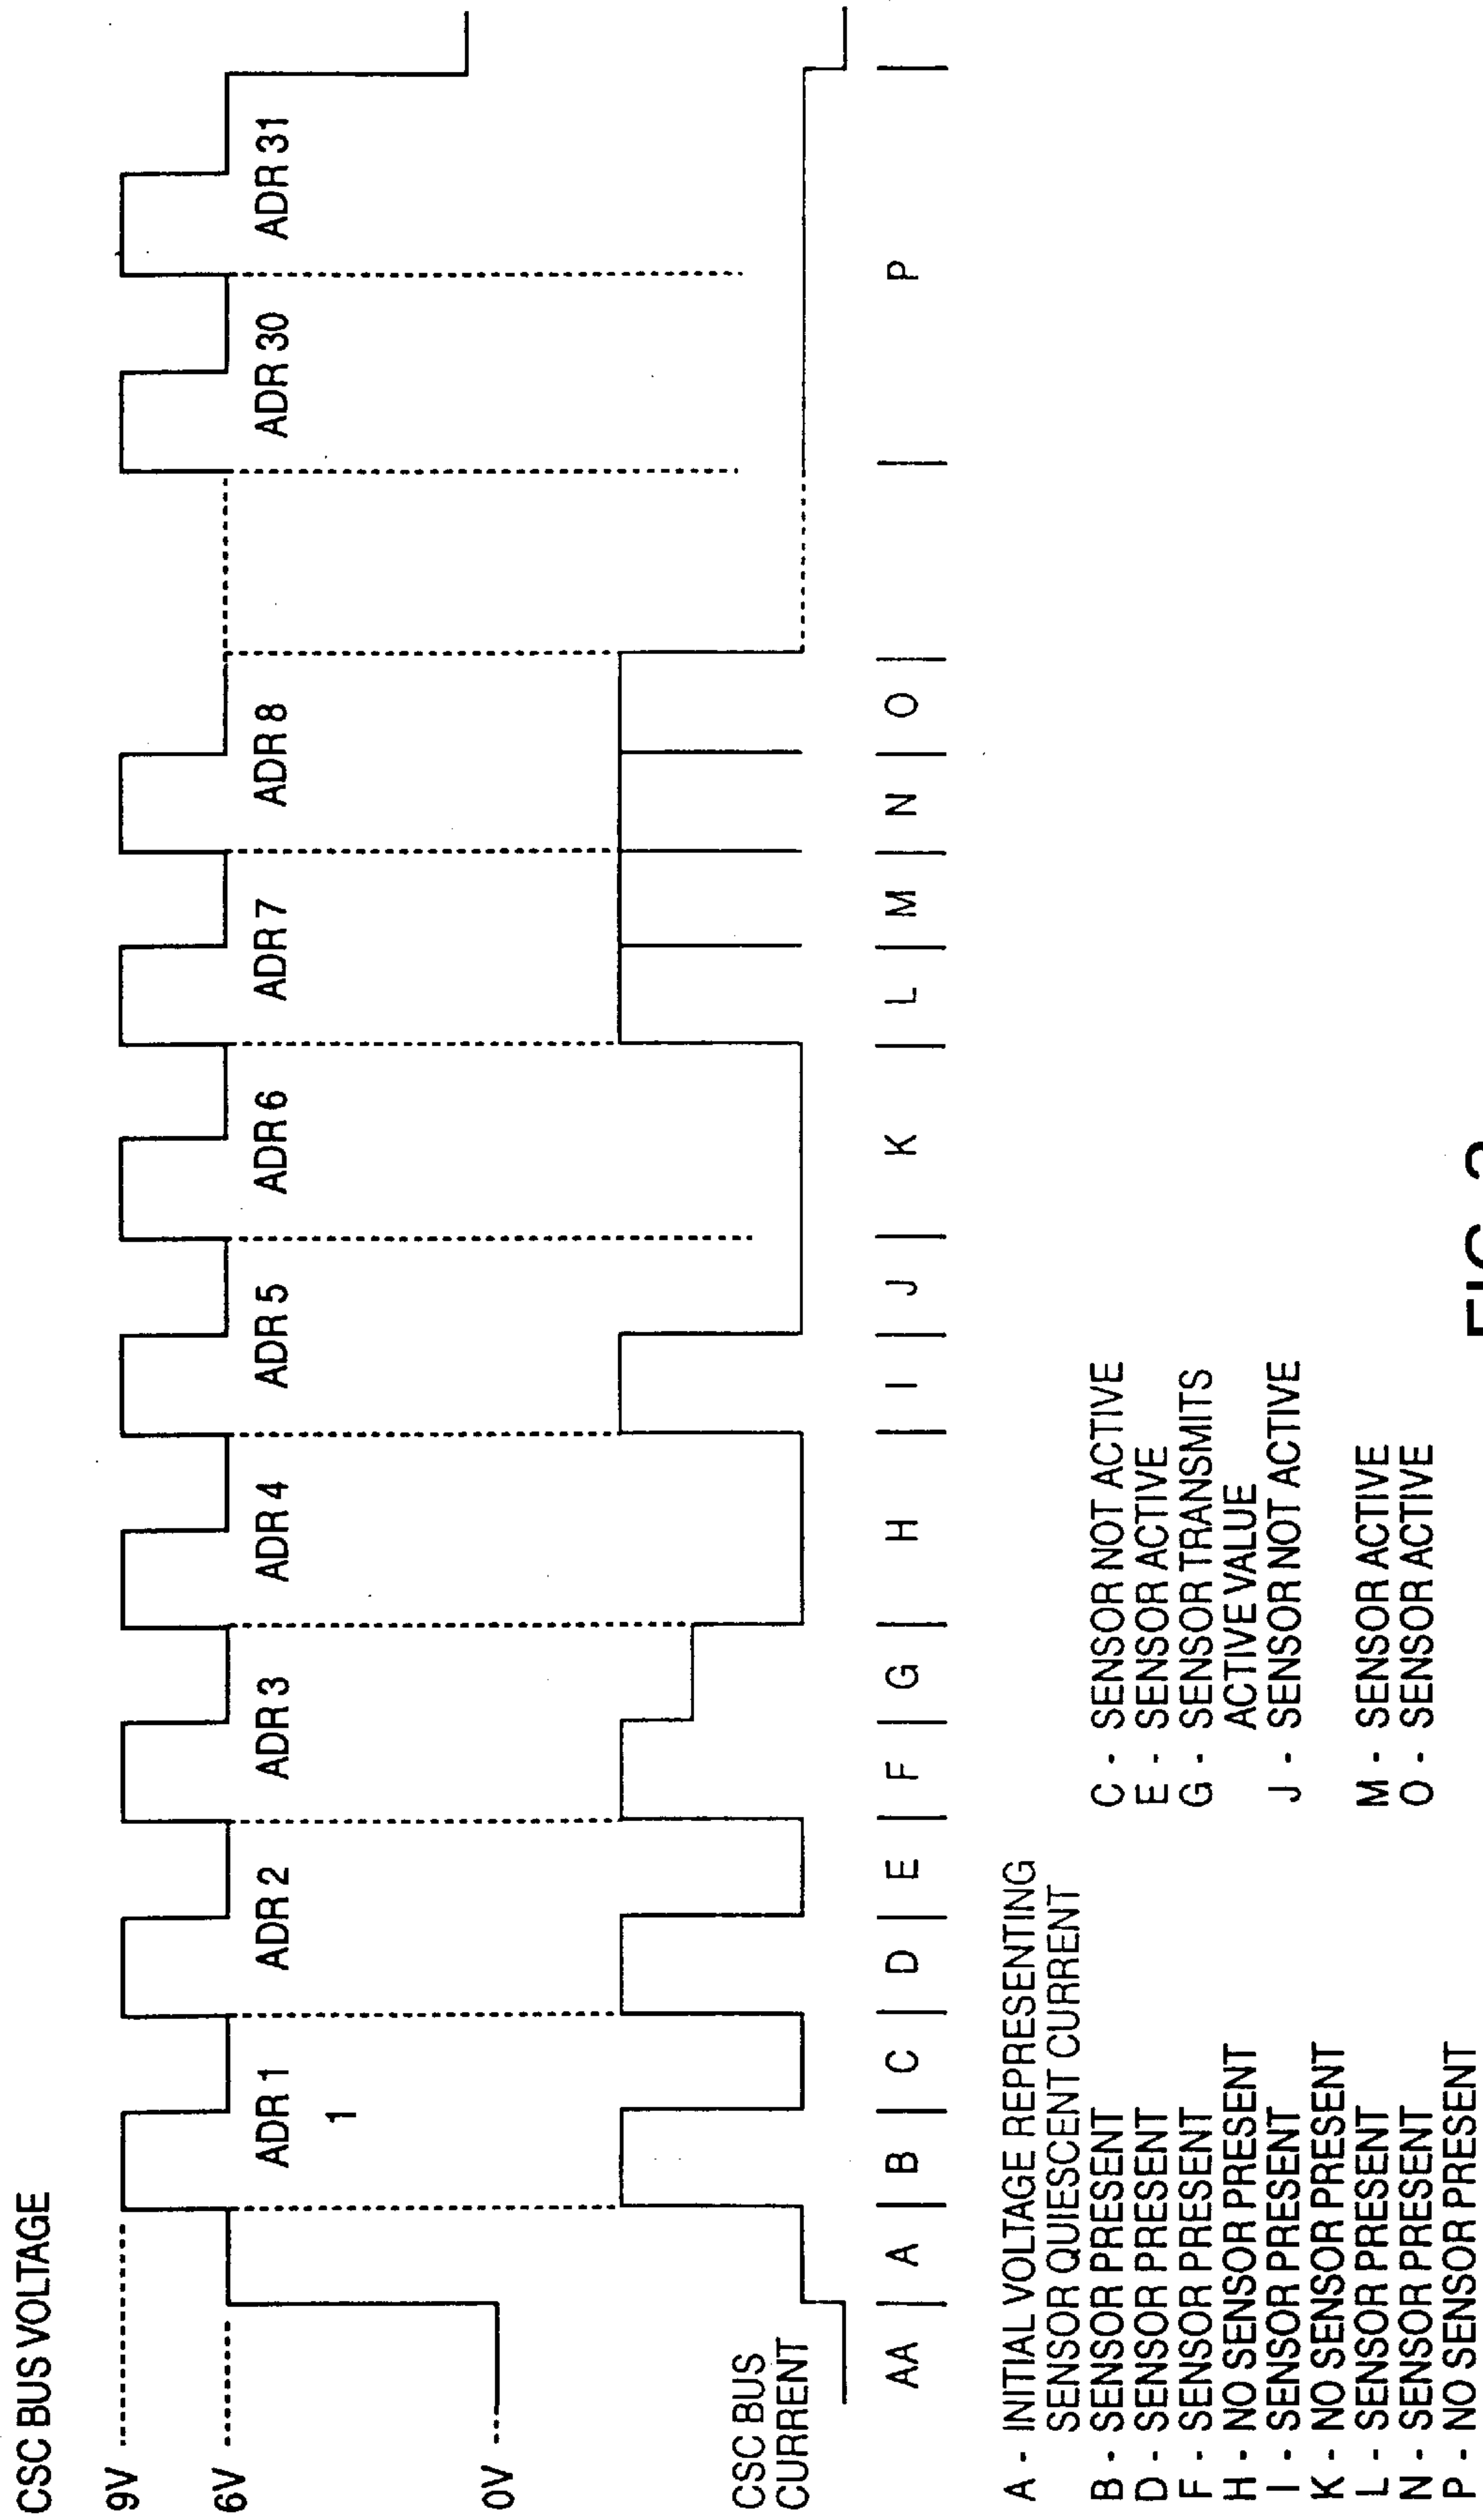 CSC BUS VOLTAGE
9V
6V
0V
ADR 1
ADR 2
ADR 3
ADR 4
ADR 5
ADR 6
ADR 7
ADR 8
ADR 30
ADR 31
1
CSC BUS
CURRENT
AA A B C D E F G H I J K L M N O P
A - INITIAL VOLTAGE REPRESENTING
SENSOR QUIESCENT CURRENT
B - SENSOR PRESENT
C - SENSOR NOT ACTIVE
D - SENSOR PRESENT
E - SENSOR ACTIVE
F - SENSOR PRESENT
G - SENSOR TRANSMITS
ACTIVE VALUE
H - NO SENSOR PRESENT
I - SENSOR PRESENT
J - SENSOR NOT ACTIVE
K - NO SENSOR PRESENT
L - SENSOR PRESENT
M - SENSOR ACTIVE
N - SENSOR PRESENT
O - SENSOR ACTIVE
P - NO SENSOR PRESENT